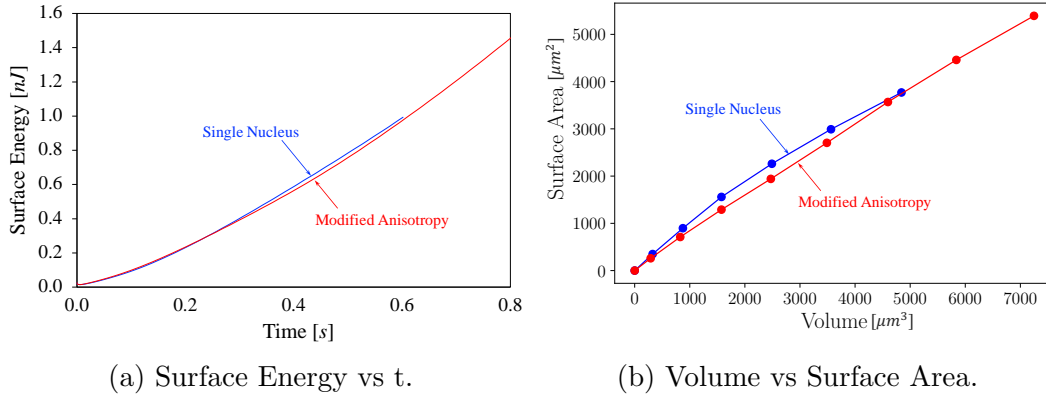 1.6
1.4
1.2
1.0
0.8
0.6
0.4
0.2
0.0
Surface Energy [nJ]
Single Nucleus
Modified Anisotropy
0.0 0.2 0.4 0.6 0.8
Time [s]
(a) Surface Energy vs t.
5000
4000
3000
2000
1000
0
Surface Area [μm²]
Single Nucleus
Modified Anisotropy
0 1000 2000 3000 4000 5000 6000 7000
Volume [μm³]
(b) Volume vs Surface Area.